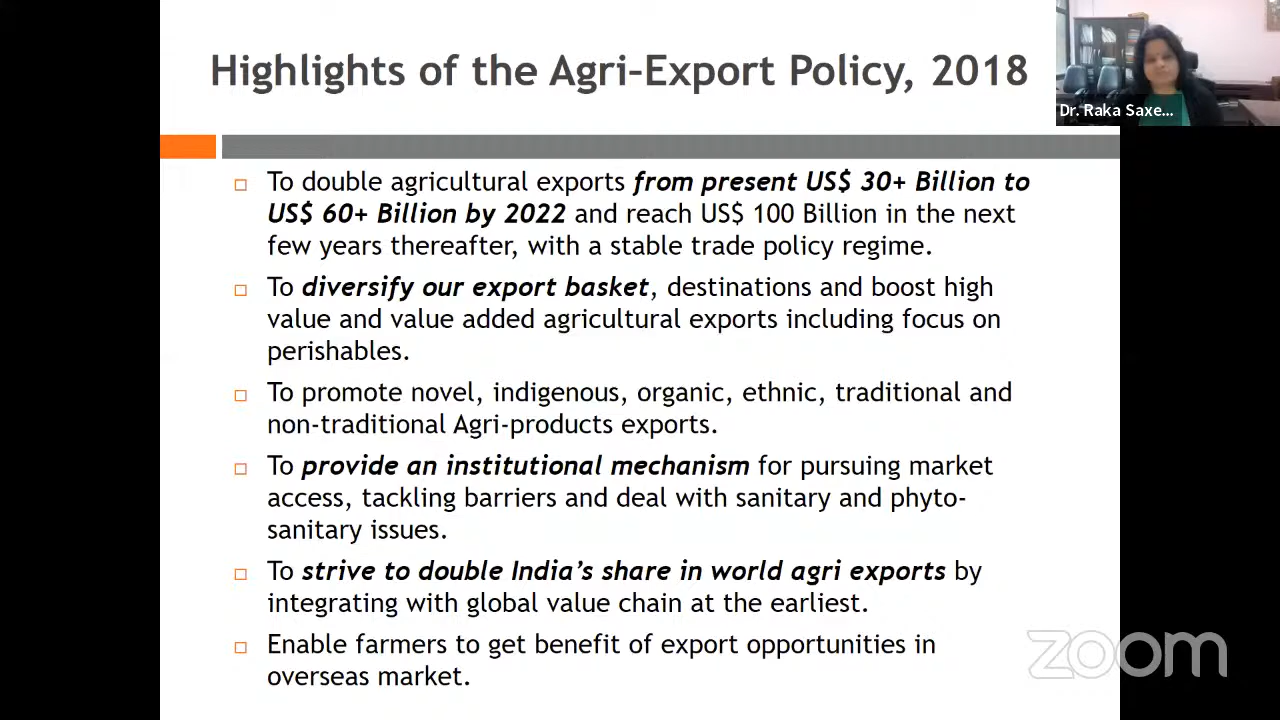 Highlights of the Agri-Export Policy, 2018
Dr. Raka Saxe...
To double agricultural exports from present US$ 30+ Billion to
US$ 60+ Billion by 2022 and reach US$ 100 Billion in the next
few years thereafter, with a stable trade policy regime.
To diversify our export basket, destinations and boost high
value and value added agricultural exports including focus on
perishables.
To promote novel, indigenous, organic, ethnic, traditional and
non-traditional Agri-products exports.
To provide an institutional mechanism for pursuing market
access, tackling barriers and deal with sanitary and phyto-
sanitary issues.
To strive to double India’s share in world agri exports by
integrating with global value chain at the earliest.
Enable farmers to get benefit of export opportunities in
overseas market.
zoom